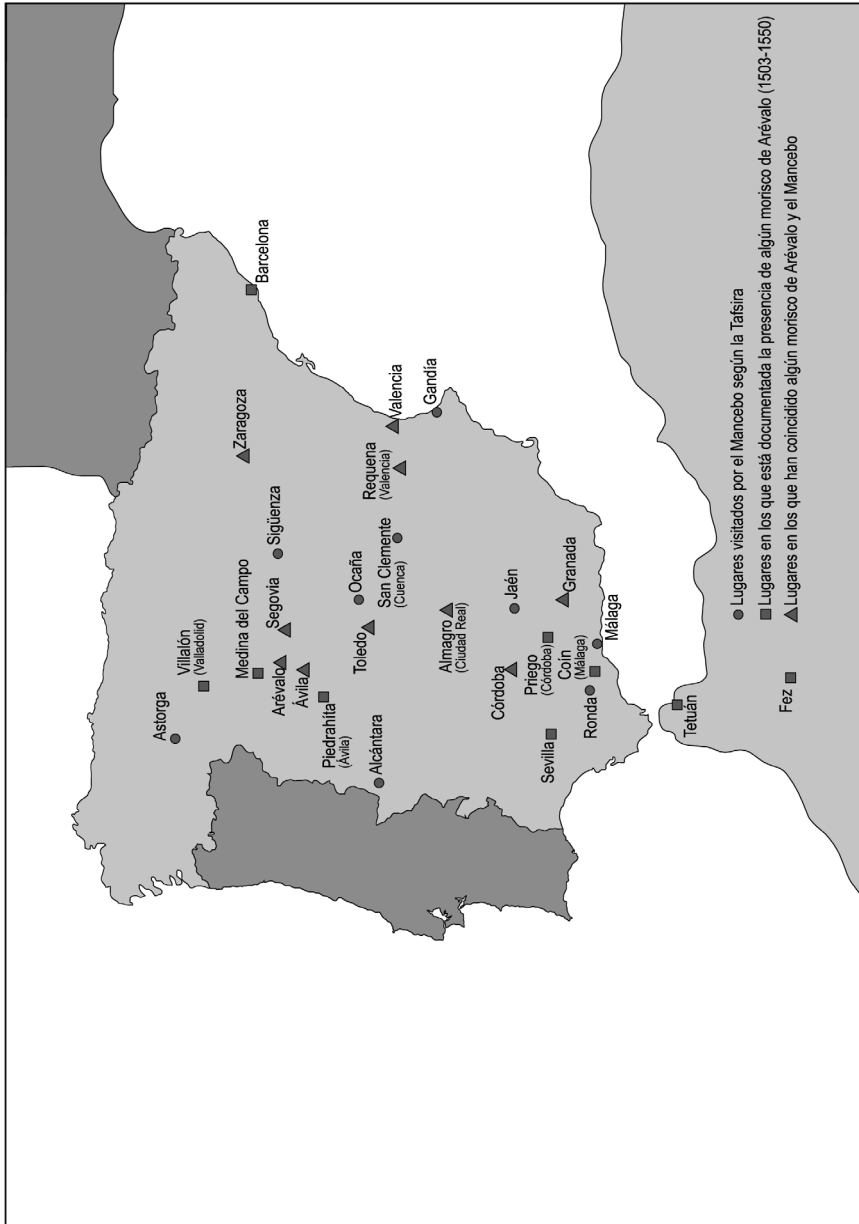 Astorga
Villalón
(Valladolid)
Barcelona
Zaragoza
Medina del Campo
Sigüenza
Segovia
Arévalo
Ávila
Piedrahita
(Ávila)
Ocaña
Toledo
Alcántara
San Clemente
(Cuenca)
Requena
(Valencia)
Valencia
Gandía
Almagro
(Ciudad Real)
Jaén
Córdoba
Priego
(Córdoba)
Granada
Sevilla
Coín
(Málaga)
Ronda
Málaga
Tetuán
Fez
Lugares visitados por el Mancebo según la Tafsira
Lugares en los que está documentada la presencia de algún morisco de Arévalo (1503-1550)
Lugares en los que han coincidido algún morisco de Arévalo y el Mancebo